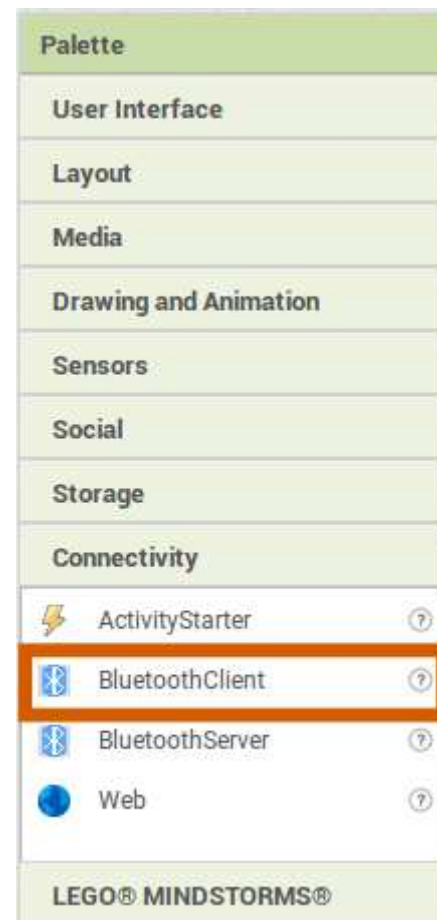 Palette
User Interface
Layout
Media
Drawing and Animation
Sensors
Social
Storage
Connectivity
ActivityStarter ?
BluetoothClient ?
BluetoothServer ?
Web ?
LEGO® MINDSTORMS®